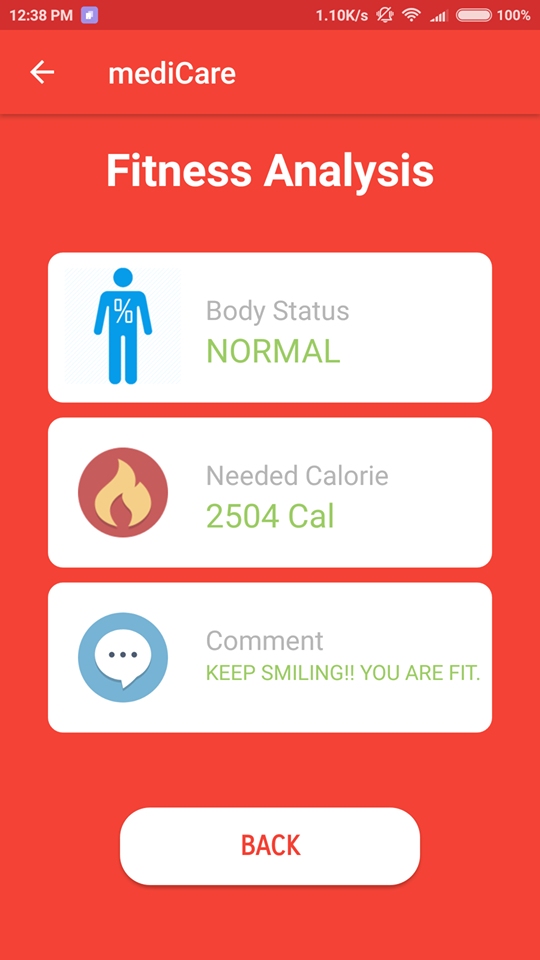 12:38 PM 1.10K/s 100%
mediCare
Fitness Analysis
%
Body Status
NORMAL
Needed Calorie
2504 Cal
Comment
KEEP SMILING!! YOU ARE FIT.
BACK